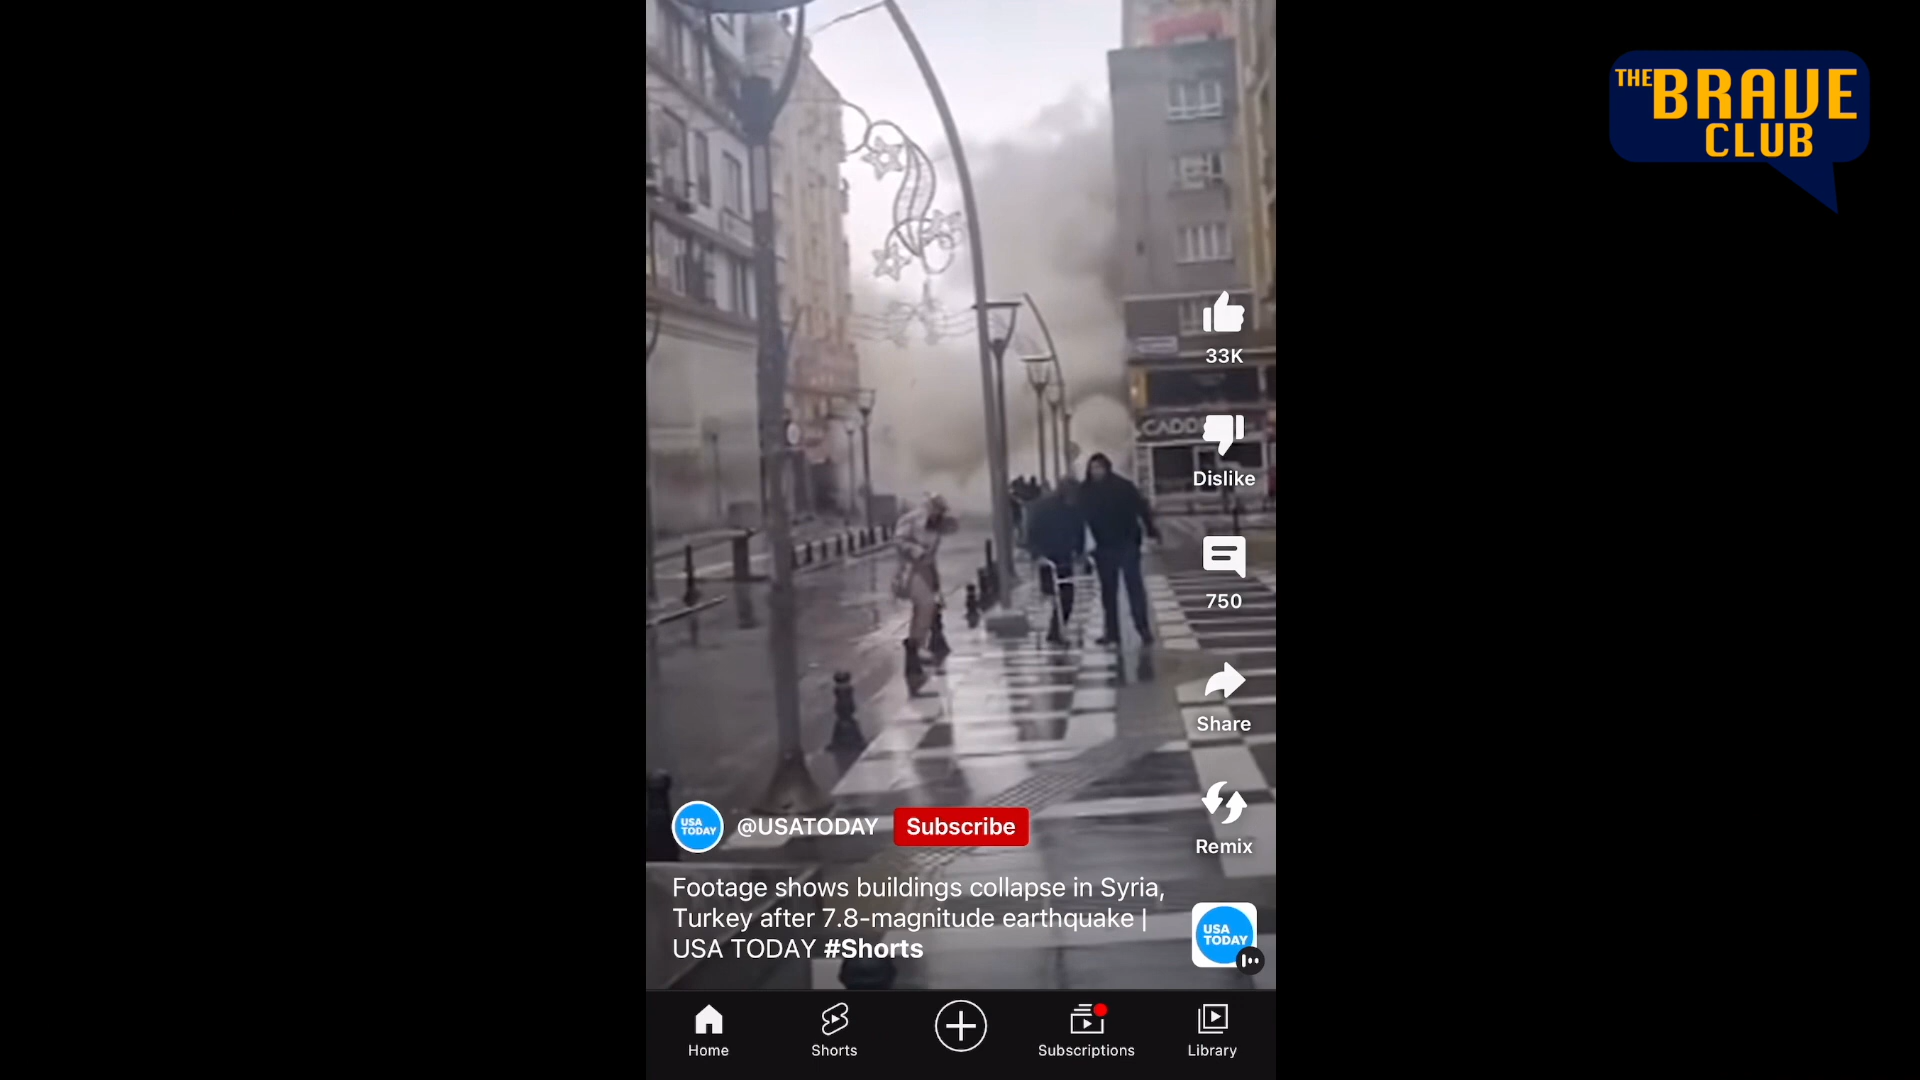 THE BRAVE
CLUB
33K
Dislike
750
Share
Remix
USA
TODAY
@USATODAY
Subscribe
Footage shows buildings collapse in Syria,
Turkey after 7.8-magnitude earthquake |
USA TODAY #Shorts
USA
TODAY
Home
Shorts
Subscriptions
Library